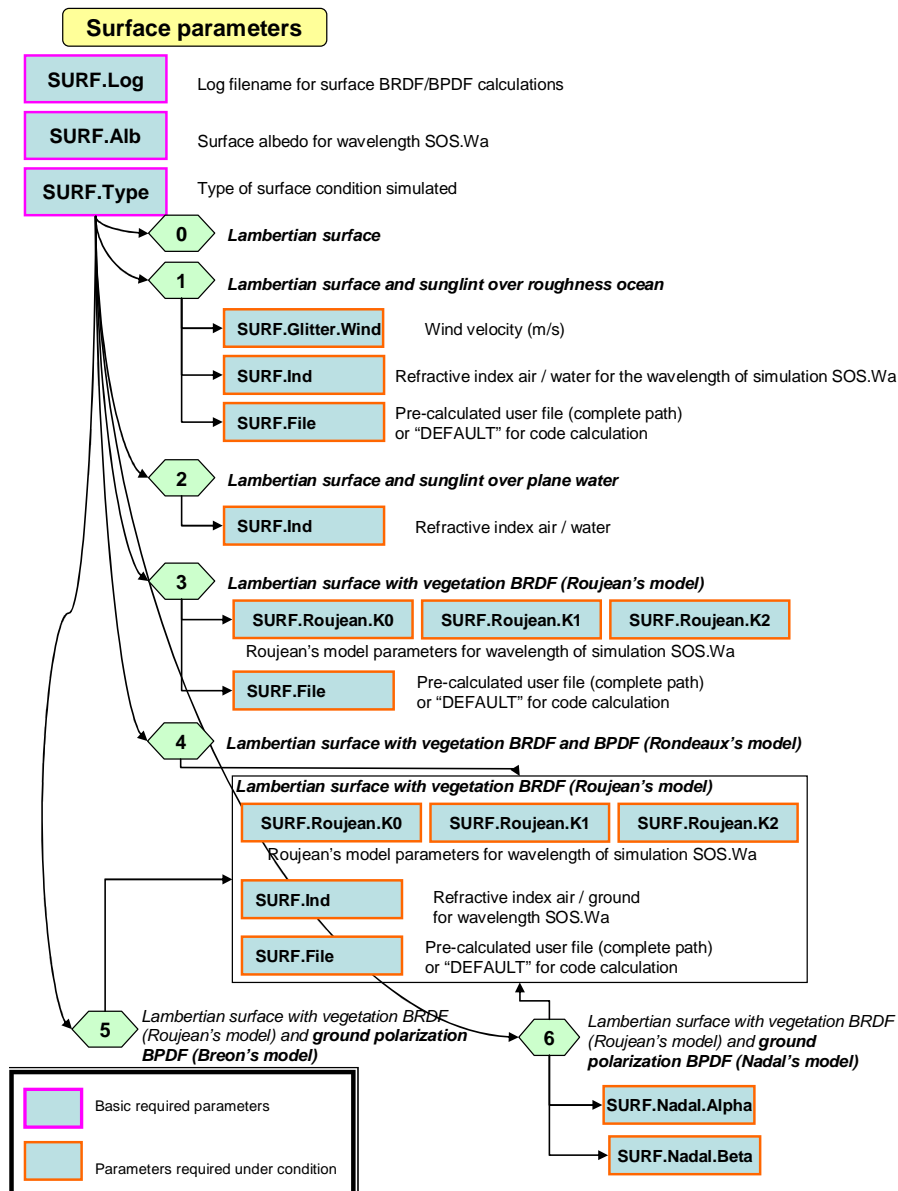 Surface parameters
SURF.Log
Log filename for surface BRDF/BPDF calculations
SURF.Alb
Surface albedo for wavelength SOS.Wa
SURF.Type
Type of surface condition simulated
0
Lambertian surface
1
Lambertian surface and sunglint over roughness ocean
SURF.Glitter.Wind
Wind velocity (m/s)
SURF.Ind
Refractive index air / water for the wavelength of simulation SOS.Wa
SURF.File
Pre-calculated user file (complete path)
or “DEFAULT” for code calculation
2
Lambertian surface and sunglint over plane water
SURF.Ind
Refractive index air / water
3
Lambertian surface with vegetation BRDF (Roujean's model)
SURF.Roujean.K0
SURF.Roujean.K1
SURF.Roujean.K2
Roujean's model parameters for wavelength of simulation SOS.Wa
SURF.File
Pre-calculated user file (complete path)
or “DEFAULT” for code calculation
4
Lambertian surface with vegetation BRDF and BPDF (Rondeaux's model)
Lambertian surface with vegetation BRDF (Roujean's model)
SURF.Roujean.K0
SURF.Roujean.K1
SURF.Roujean.K2
Roujean's model parameters for wavelength of simulation SOS.Wa
SURF.Ind
Refractive index air / ground
for wavelength SOS.Wa
SURF.File
Pre-calculated user file (complete path)
or “DEFAULT” for code calculation
5
Lambertian surface with vegetation BRDF
(Roujean's model) and ground polarization
BPDF (Breon's model)
6
Lambertian surface with vegetation BRDF
(Roujean's model) and ground
polarization BPDF (Nadal's model)
SURF.Nadal.Alpha
SURF.Nadal.Beta
Basic required parameters
Parameters required under condition